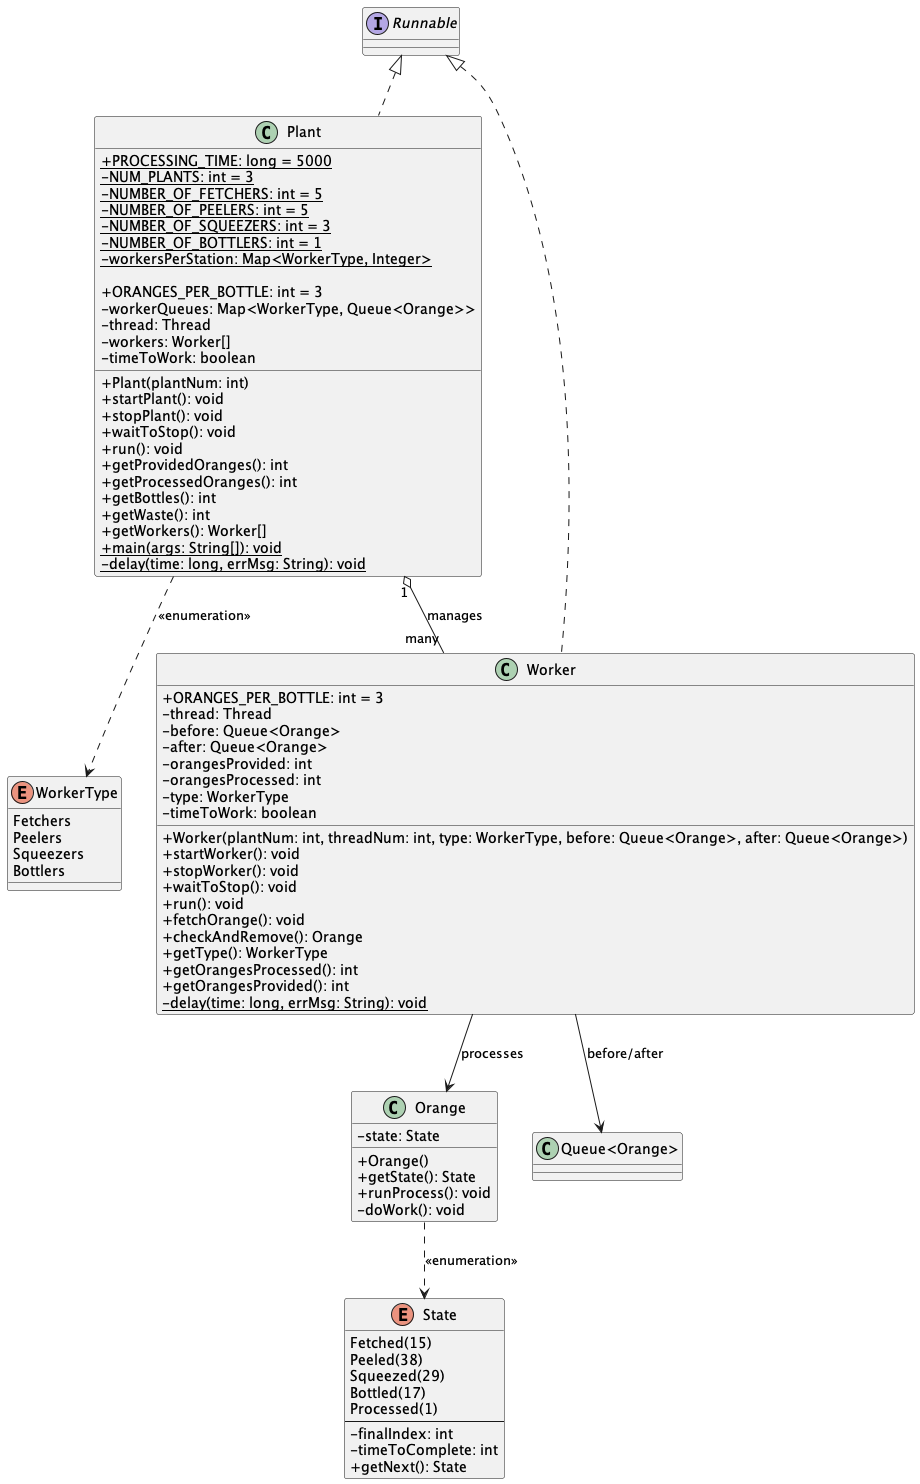 I Runnable
C Plant
+PROCESSING_TIME: long = 5000
-NUM_PLANTS: int = 3
-NUMBER_OF_FETCHERS: int = 5
-NUMBER_OF_PEELERS: int = 5
-NUMBER_OF_SQUEEZERS: int = 3
-NUMBER_OF_BOTTLERS: int = 1
-workersPerStation: Map<WorkerType, Integer>
+ORANGES_PER_BOTTLE: int = 3
-workerQueues: Map<WorkerType, Queue<Orange>>
-thread: Thread
-workers: Worker[]
-timeToWork: boolean
+Plant(plantNum: int)
+startPlant(): void
+stopPlant(): void
+waitToStop(): void
+run(): void
+getProvidedOranges(): int
+getProcessedOranges(): int
+getBottles(): int
+getWaste(): int
+getWorkers(): Worker[]
+main(args: String[]): void
-delay(time: long, errMsg: String): void
«enumeration»
1
manages
many
C Worker
+ORANGES_PER_BOTTLE: int = 3
-thread: Thread
-before: Queue<Orange>
-after: Queue<Orange>
-orangesProvided: int
-orangesProcessed: int
-type: WorkerType
-timeToWork: boolean
+Worker(plantNum: int, threadNum: int, type: WorkerType, before: Queue<Orange>, after: Queue<Orange>)
+startWorker(): void
+stopWorker(): void
+waitToStop(): void
+run(): void
+fetchOrange(): void
+checkAndRemove(): Orange
+getType(): WorkerType
+getOrangesProcessed(): int
+getOrangesProvided(): int
-delay(time: long, errMsg: String): void
E WorkerType
Fetchers
Peelers
Squeezers
Bottlers
processes
before/after
C Orange
-state: State
+Orange()
+getState(): State
+runProcess(): void
-doWork(): void
C Queue<Orange>
«enumeration»
E State
Fetched(15)
Peeled(38)
Squeezed(29)
Bottled(17)
Processed(1)
-finalIndex: int
-timeToComplete: int
+getNext(): State